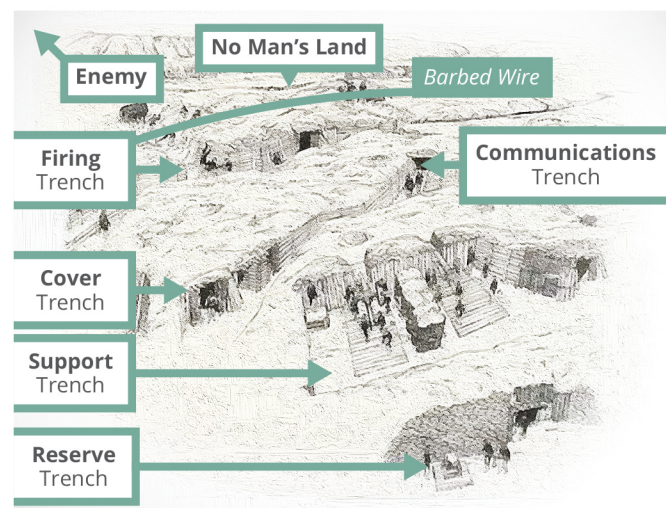 No Man’s Land
Enemy
Barbed Wire
Firing
Trench
Communications
Trench
Cover
Trench
Support
Trench
Reserve
Trench